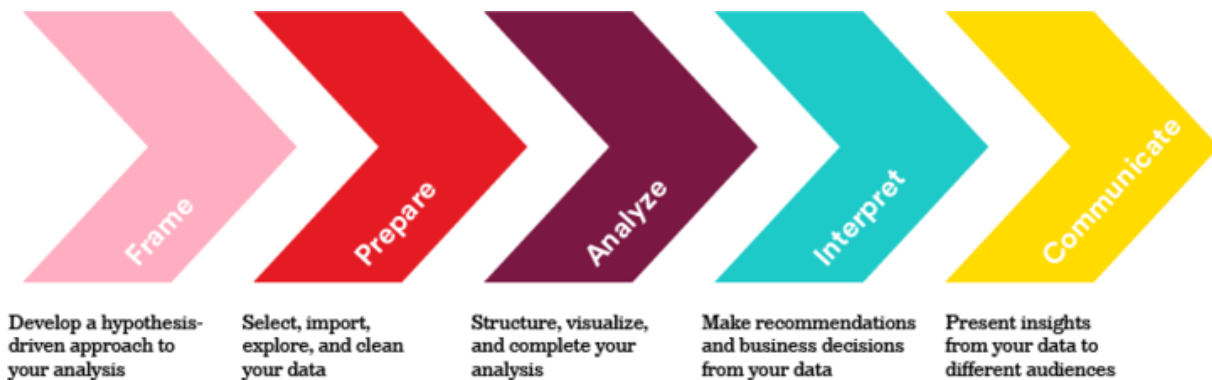 Frame
Prepare
Analyze
Interpret
Communicate
Develop a hypothesis-
driven approach to
your analysis
Select, import,
explore, and clean
your data
Structure, visualize,
and complete your
analysis
Make recommendations
and business decisions
from your data
Present insights
from your data to
different audiences